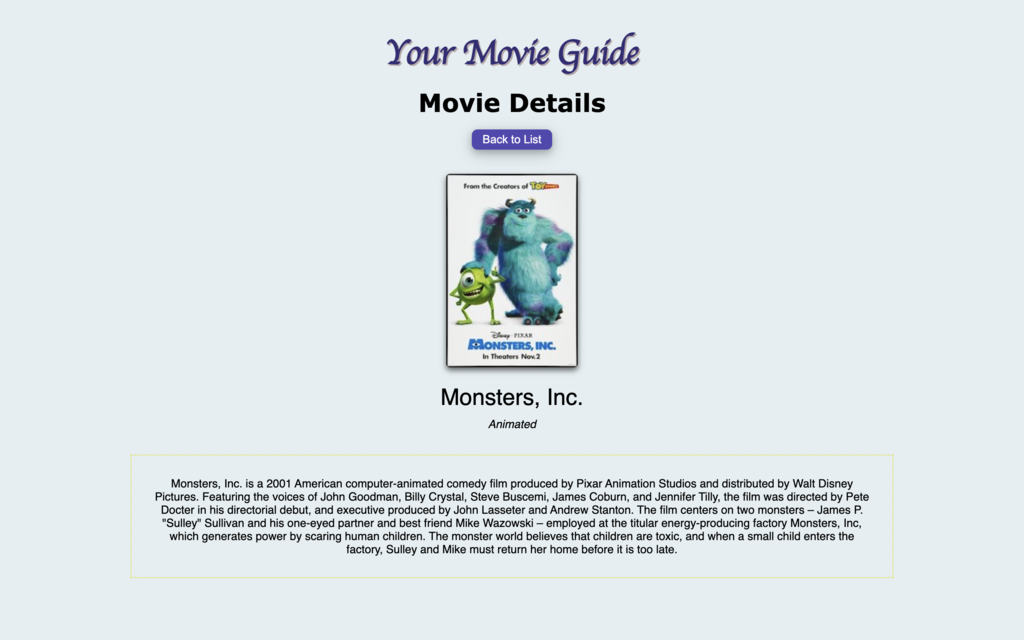 Your Movie Guide
Movie Details
Back to List
From the Creators of TOY
Disney · PIXAR
MONSTERS, INC.
In Theaters Nov.2
Monsters, Inc.
Animated
Monsters, Inc. is a 2001 American computer-animated comedy film produced by Pixar Animation Studios and distributed by Walt Disney
Pictures. Featuring the voices of John Goodman, Billy Crystal, Steve Buscemi, James Coburn, and Jennifer Tilly, the film was directed by Pete
Docter in his directorial debut, and executive produced by John Lasseter and Andrew Stanton. The film centers on two monsters – James P.
"Sulley" Sullivan and his one-eyed partner and best friend Mike Wazowski – employed at the titular energy-producing factory Monsters, Inc,
which generates power by scaring human children. The monster world believes that children are toxic, and when a small child enters the
factory, Sulley and Mike must return her home before it is too late.